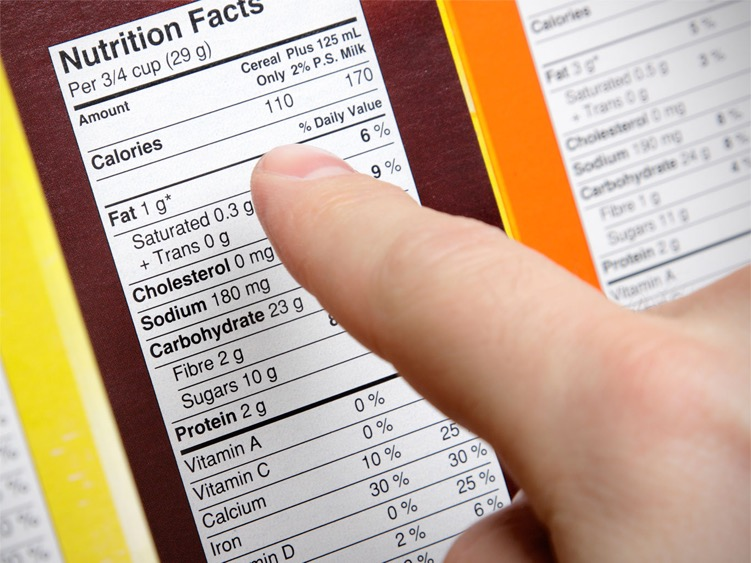 Nutrition Facts
Per 3/4 cup (29 g)
Cereal Plus 125 mL
Amount Only 2% P.S. Milk
Calories 110 170
% Daily Value
Fat 1 g* 6 %
Saturated 0.3 g 9 %
+ Trans 0 g
Cholesterol 0 mg
Sodium 180 mg
Carbohydrate 23 g
Fibre 2 g
Sugars 10 g
Protein 2 g
Vitamin A 0 %
Vitamin C 0 %
Calcium 10 % 25
Iron 30 % 30 %
min D 0 % 25 %
2 % 6 %
Calories
Fat 3 g*
Saturated 0.5 g
+ Trans 0 g
Cholesterol 0 mg
Sodium 190 mg
Carbohydrate 24 g
Fibre 1 g
Sugars 11 g
Protein 2 g
Vitamin A